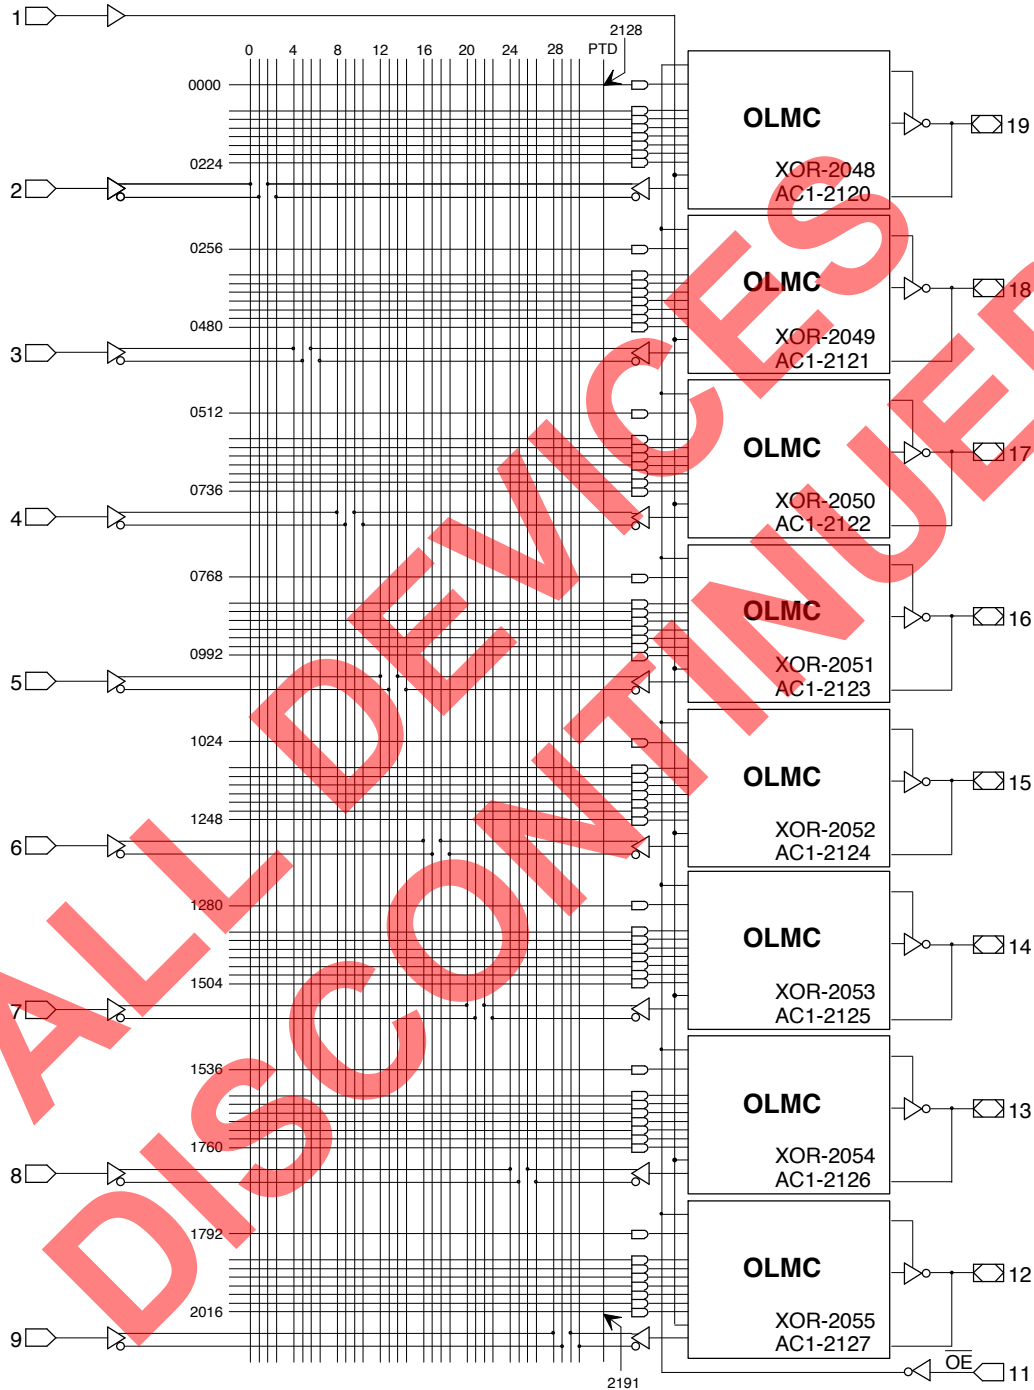 1
2128
0 4 8 12 16 20 24 28 PTD
0000
OLMC
19
0224
XOR-2048
AC1-2120
2
0256
OLMC
18
0480
XOR-2049
AC1-2121
3
0512
OLMC
17
0736
XOR-2050
AC1-2122
4
0768
OLMC
16
0992
XOR-2051
AC1-2123
5
1024
OLMC
15
1248
XOR-2052
AC1-2124
6
1280
OLMC
14
1504
XOR-2053
AC1-2125
7
1536
OLMC
13
1760
XOR-2054
AC1-2126
8
1792
OLMC
12
2016
XOR-2055
AC1-2127
9
OE
11
2191
ALL DEVICES
DISCONTINUED